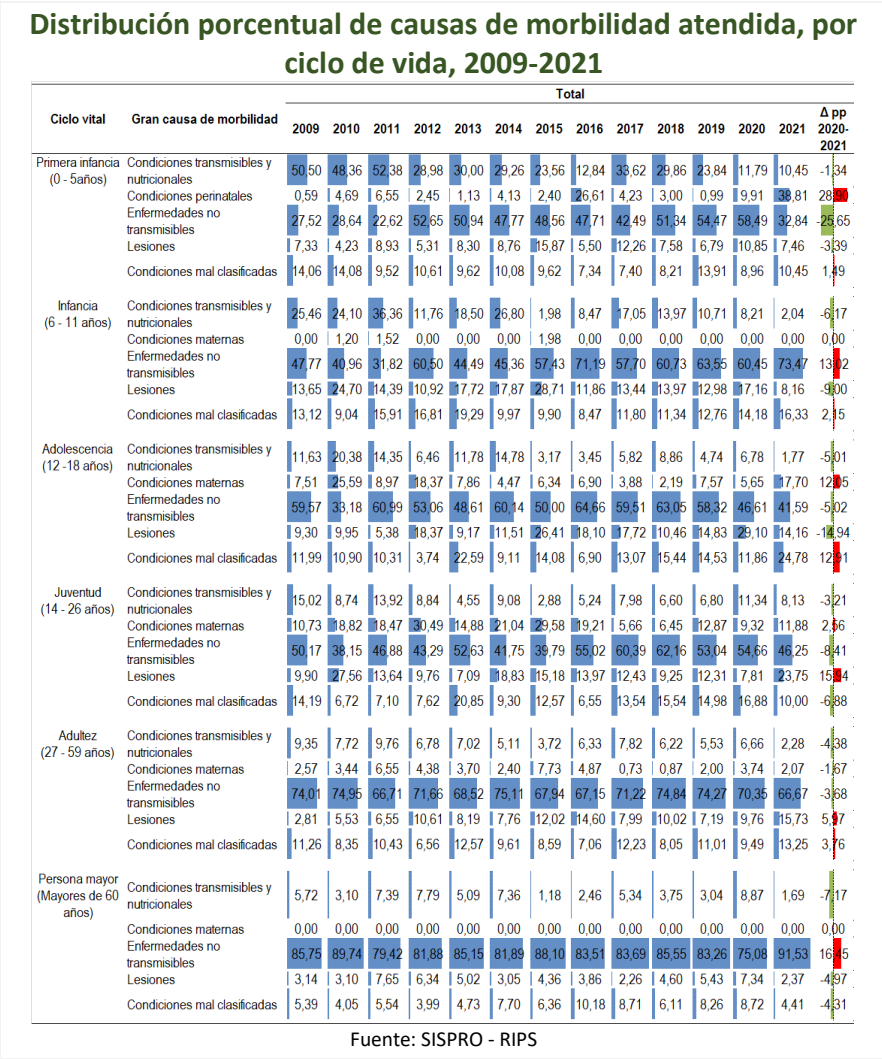 Distribución porcentual de causas de morbilidad atendida, por
ciclo de vida, 2009-2021
Total
Ciclo vital Gran causa de morbilidad 2009 2010 2011 2012 2013 2014 2015 2016 2017 2018 2019 2020 2021 Δ pp 2020-2021
Primera infancia (0 - 5años) Condiciones transmisibles y nutricionales 50,50 48,36 52,38 28,98 30,00 29,26 23,56 12,84 33,62 29,86 23,84 11,79 10,45 -1,34
Condiciones perinatales 0,59 4,69 6,55 2,45 1,13 4,13 2,40 26,61 4,23 3,00 0,99 9,91 38,81 28,90
Enfermedades no transmisibles 27,52 28,64 22,62 52,65 50,94 47,77 48,56 47,71 42,49 51,34 54,47 58,49 32,84 -25,65
Lesiones 7,33 4,23 8,93 5,31 8,30 8,76 15,87 5,50 12,26 7,58 6,79 10,85 7,46 -3,39
Condiciones mal clasificadas 14,06 14,08 9,52 10,61 9,62 10,08 9,62 7,34 7,40 8,21 13,91 8,96 10,45 1,49
Infancia (6 - 11 años) Condiciones transmisibles y nutricionales 25,46 24,10 36,36 11,76 18,50 26,80 1,98 8,47 17,05 13,97 10,71 8,21 2,04 -6,17
Condiciones maternas 0,00 1,20 1,52 0,00 0,00 0,00 1,98 0,00 0,00 0,00 0,00 0,00 0,00 0,00
Enfermedades no transmisibles 47,77 40,96 31,82 60,50 44,49 45,36 57,43 71,19 57,70 60,73 63,55 60,45 73,47 13,02
Lesiones 13,65 24,70 14,39 10,92 17,72 17,87 28,71 11,86 13,44 13,97 12,98 17,16 8,16 -9,00
Condiciones mal clasificadas 13,12 9,04 15,91 16,81 19,29 9,97 9,90 8,47 11,80 11,34 12,76 14,18 16,33 2,15
Adolescencia (12 -18 años) Condiciones transmisibles y nutricionales 11,63 20,38 14,35 6,46 11,78 14,78 3,17 3,45 5,82 8,86 4,74 6,78 1,77 -5,01
Condiciones maternas 7,51 25,59 8,97 18,37 7,86 4,47 6,34 6,90 3,88 2,19 7,57 5,65 17,70 12,05
Enfermedades no transmisibles 59,57 33,18 60,99 53,06 48,61 60,14 50,00 64,66 59,51 63,05 58,32 46,61 41,59 -5,02
Lesiones 9,30 9,95 5,38 18,37 9,17 11,51 26,41 18,10 17,72 10,46 14,83 29,10 14,16 -14,94
Condiciones mal clasificadas 11,99 10,90 10,31 3,74 22,59 9,11 14,08 6,90 13,07 15,44 14,53 11,86 24,78 12,91
Juventud (14 - 26 años) Condiciones transmisibles y nutricionales 15,02 8,74 13,92 8,84 4,55 9,08 2,88 5,24 7,98 6,60 6,80 11,34 8,13 -3,21
Condiciones maternas 10,73 18,82 18,47 30,49 14,88 21,04 29,58 19,21 5,66 6,45 12,87 9,32 11,88 2,56
Enfermedades no transmisibles 50,17 38,15 46,88 43,29 52,63 41,75 39,79 55,02 60,39 62,16 53,04 54,66 46,25 -8,41
Lesiones 9,90 27,56 13,64 9,76 7,09 18,83 15,18 13,97 12,43 9,25 12,31 7,81 23,75 15,94
Condiciones mal clasificadas 14,19 6,72 7,10 7,62 20,85 9,30 12,57 6,55 13,54 15,54 14,98 16,88 10,00 -6,88
Adultez (27 - 59 años) Condiciones transmisibles y nutricionales 9,35 7,72 9,76 6,78 7,02 5,11 3,72 6,33 7,82 6,22 5,53 6,66 2,28 -4,38
Condiciones maternas 2,57 3,44 6,55 4,38 3,70 2,40 7,73 4,87 0,73 0,87 2,00 3,74 2,07 -1,67
Enfermedades no transmisibles 74,01 74,95 66,71 71,66 68,52 75,11 67,94 67,15 71,22 74,84 74,27 70,35 66,67 -3,68
Lesiones 2,81 5,53 6,55 10,61 8,19 7,76 12,02 14,60 7,99 10,02 7,19 9,76 15,73 5,97
Condiciones mal clasificadas 11,26 8,35 10,43 6,56 12,57 9,61 8,59 7,06 12,23 8,05 11,01 9,49 13,25 3,76
Persona mayor (Mayores de 60 años) Condiciones transmisibles y nutricionales 5,72 3,10 7,39 7,79 5,09 7,36 1,18 2,46 5,34 3,75 3,04 8,87 1,69 -7,17
Condiciones maternas 0,00 0,00 0,00 0,00 0,00 0,00 0,00 0,00 0,00 0,00 0,00 0,00 0,00 0,00
Enfermedades no transmisibles 85,75 89,74 79,42 81,88 85,15 81,89 88,10 83,51 83,69 85,55 83,26 75,08 91,53 16,45
Lesiones 3,14 3,10 7,65 6,34 5,02 3,05 4,36 3,86 2,26 4,60 5,43 7,34 2,37 -4,97
Condiciones mal clasificadas 5,39 4,05 5,54 3,99 4,73 7,70 6,36 10,18 8,71 6,11 8,26 8,72 4,41 -4,31
Fuente: SISPRO - RIPS